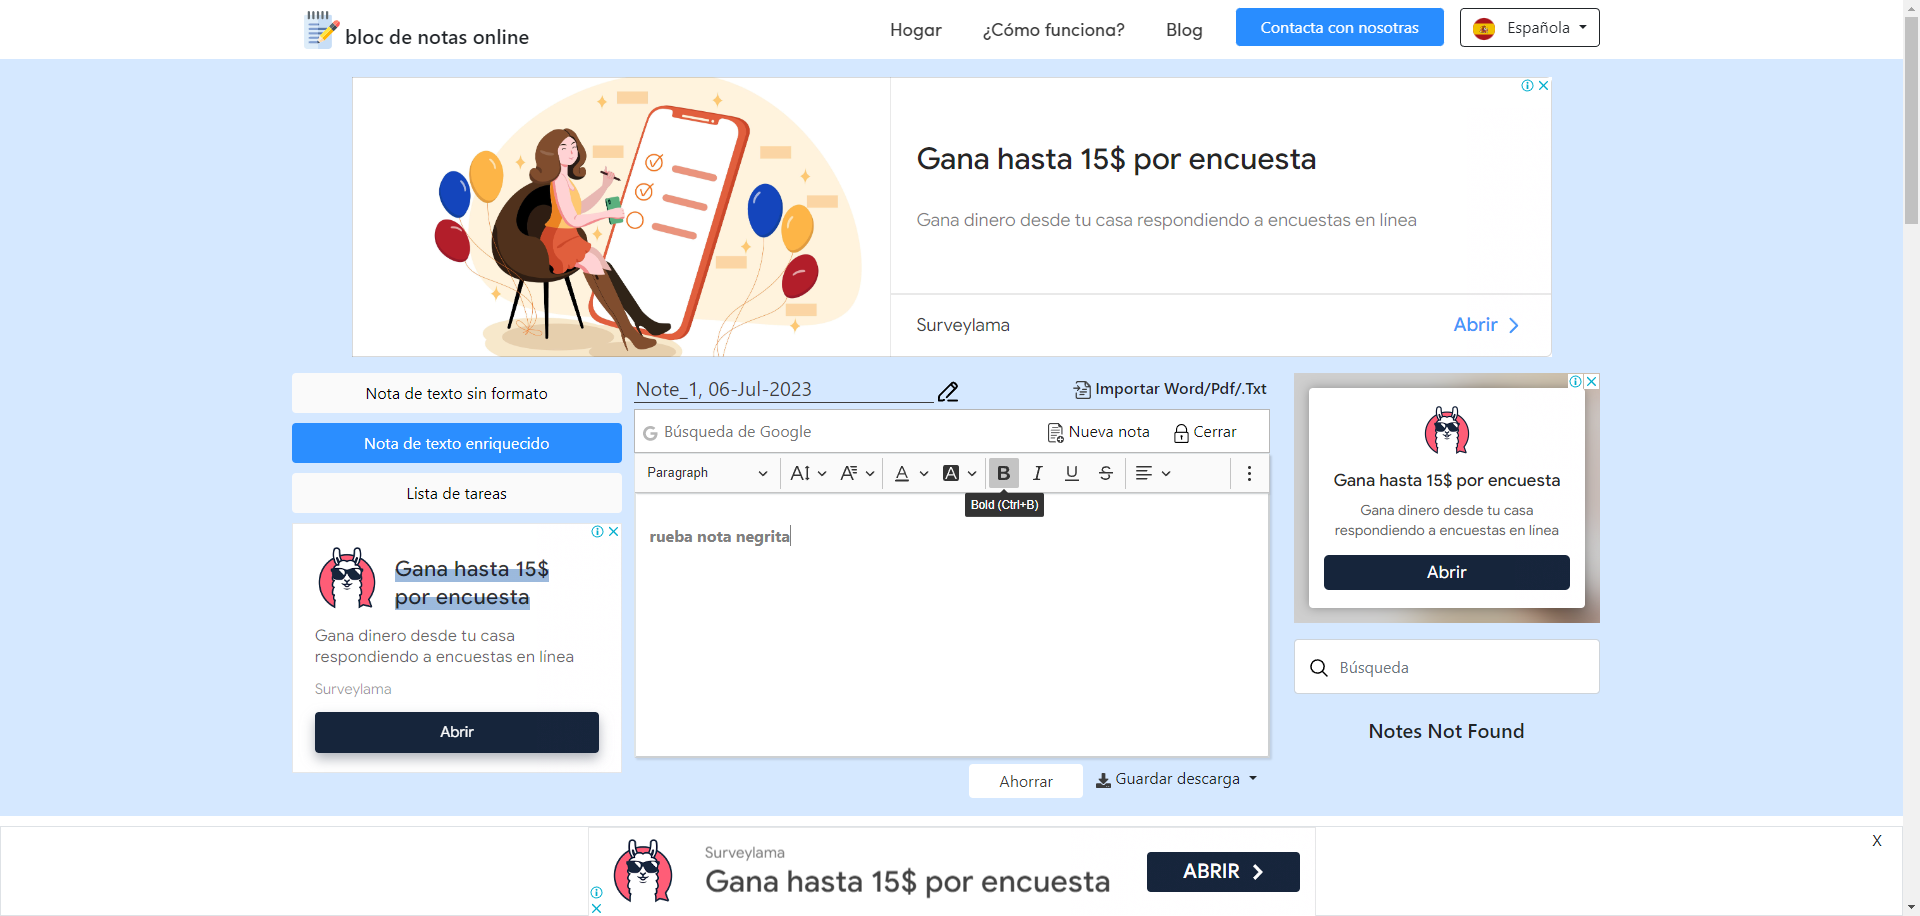 bloc de notas online
Hogar
¿Cómo funciona?
Blog
Contacta con nosotras
Española
Gana hasta 15$ por encuesta
Gana dinero desde tu casa respondiendo a encuestas en línea
Surveylama
Abrir
Nota de texto sin formato
Nota de texto enriquecido
Lista de tareas
Gana hasta 15$
por encuesta
Gana dinero desde tu casa
respondiendo a encuestas en línea
Surveylama
Abrir
Note_1, 06-Jul-2023
Importar Word/Pdf/.Txt
Búsqueda de Google
Nueva nota
Cerrar
Paragraph
Bold (Ctrl+B)
rueba nota negrita
Ahorrar
Guardar descarga
Gana hasta 15$ por encuesta
Gana dinero desde tu casa
respondiendo a encuestas en línea
Abrir
Búsqueda
Notes Not Found
X
Surveylama
Gana hasta 15$ por encuesta
ABRIR